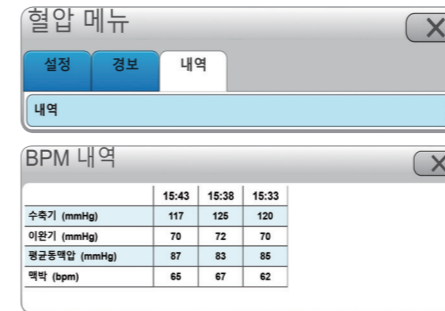 혈압 메뉴
설정 경보 내역
내역
BPM 내역
15:43 15:38 15:33
수축기 (mmHg) 117 125 120
이완기 (mmHg) 70 72 70
평균동맥압 (mmHg) 87 83 85
맥박 (bpm) 65 67 62